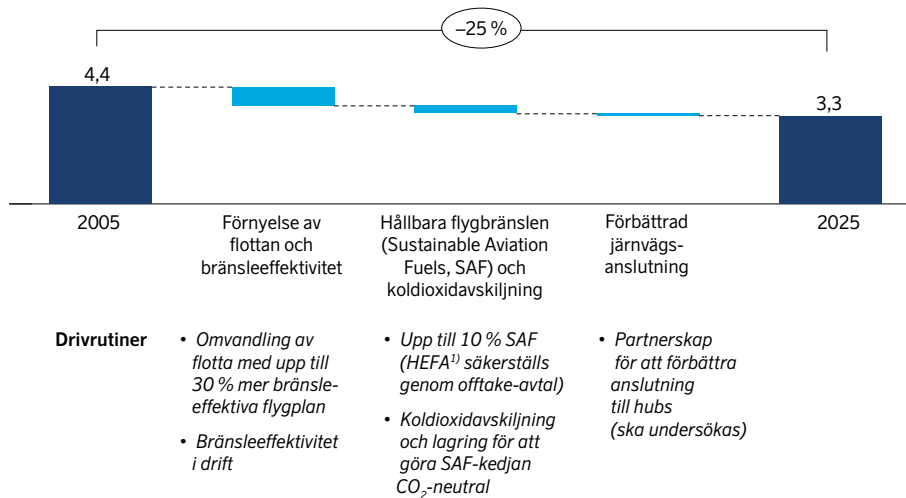 –25 %
4,4
3,3
2005
Förnyelse av
flottan och
bränsleeffektivitet
Hållbara flygbränslen
(Sustainable Aviation
Fuels, SAF) och
koldioxidavskiljning
Förbättrad
järnvägs-
anslutning
2025
Drivrutiner
• Omvandling av
flotta med upp till
30 % mer bränsle-
effektiva flygplan
• Bränsleeffektivitet
i drift
• Upp till 10 % SAF
(HEFA¹⁾ säkerställs
genom offtake-avtal)
• Koldioxidavskiljning
och lagring för att
göra SAF-kedjan
CO₂-neutral
• Partnerskap
för att förbättra
anslutning
till hubs
(ska undersökas)